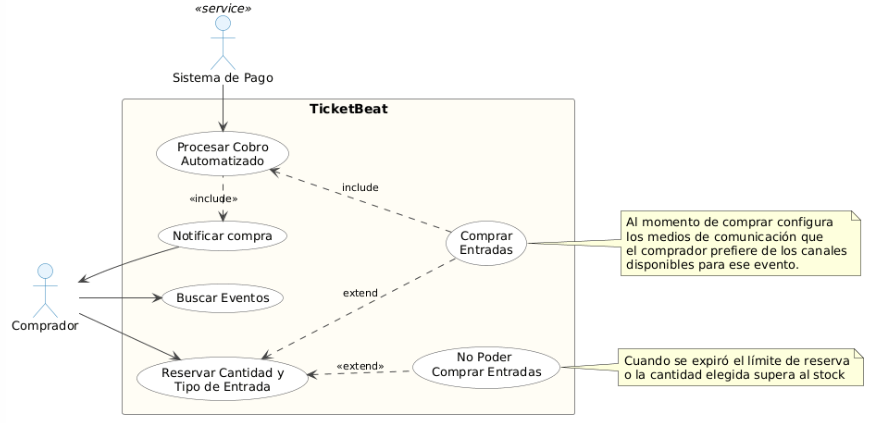 «service»
Sistema de Pago
TicketBeat
Procesar Cobro
Automatizado
include
«include»
Notificar compra
Comprar
Entradas
Al momento de comprar configura
los medios de comunicación que
el comprador prefiere de los canales
disponibles para ese evento.
Buscar Eventos
Comprador
extend
Reservar Cantidad y
Tipo de Entrada
«extend»
No Poder
Comprar Entradas
Cuando se expiró el límite de reserva
o la cantidad elegida supera al stock